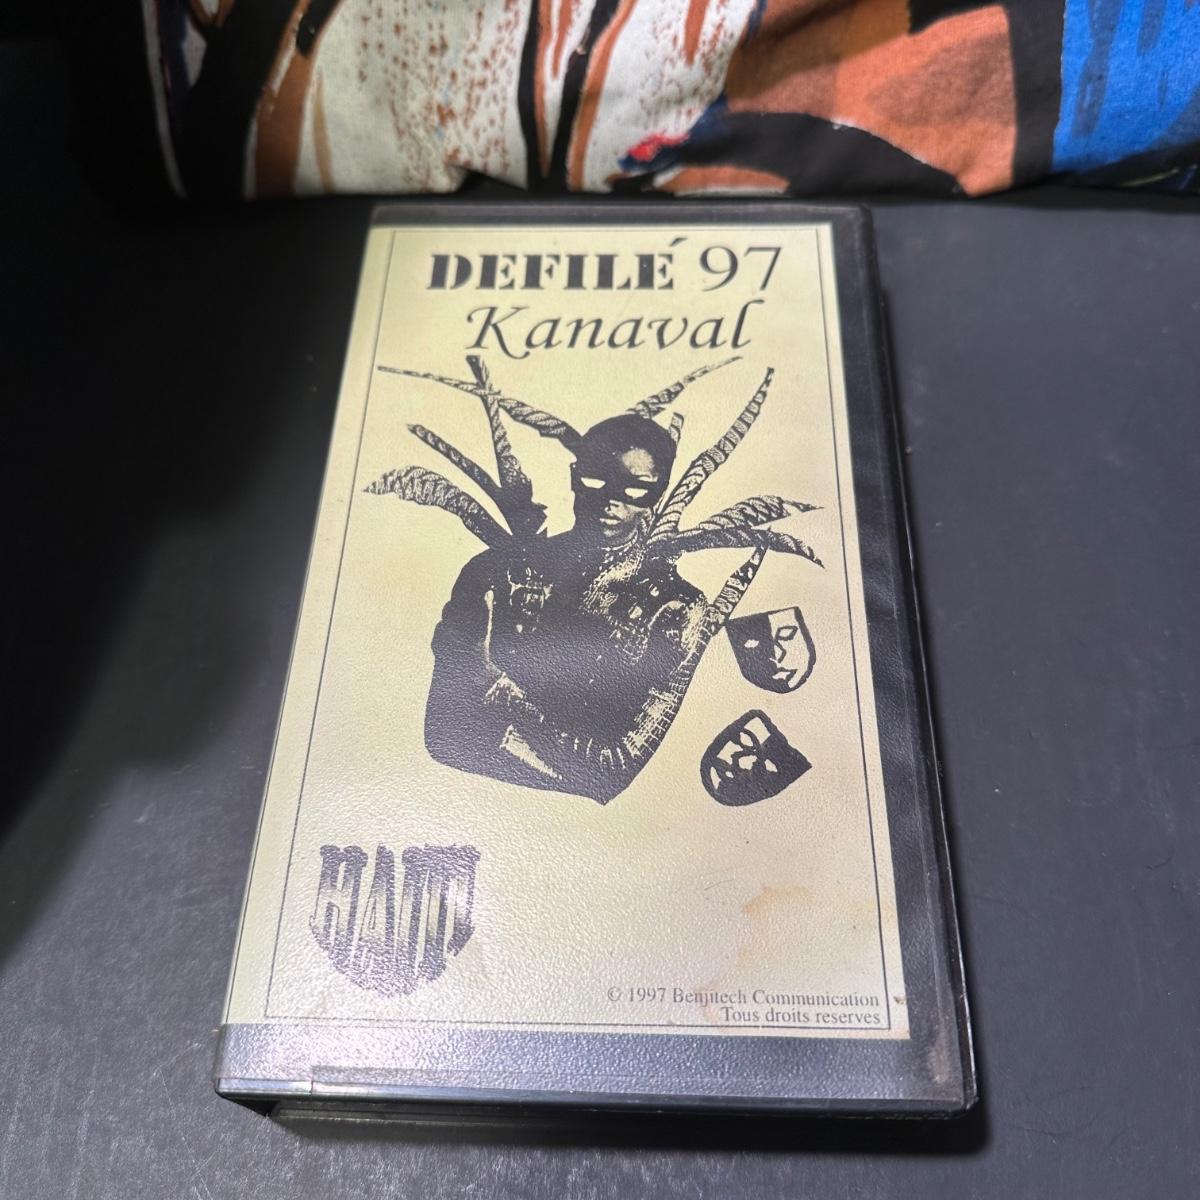 DEFILÉ 97
Kanaval
HAITI
© 1997 Benjitech Communication
Tous droits reserves